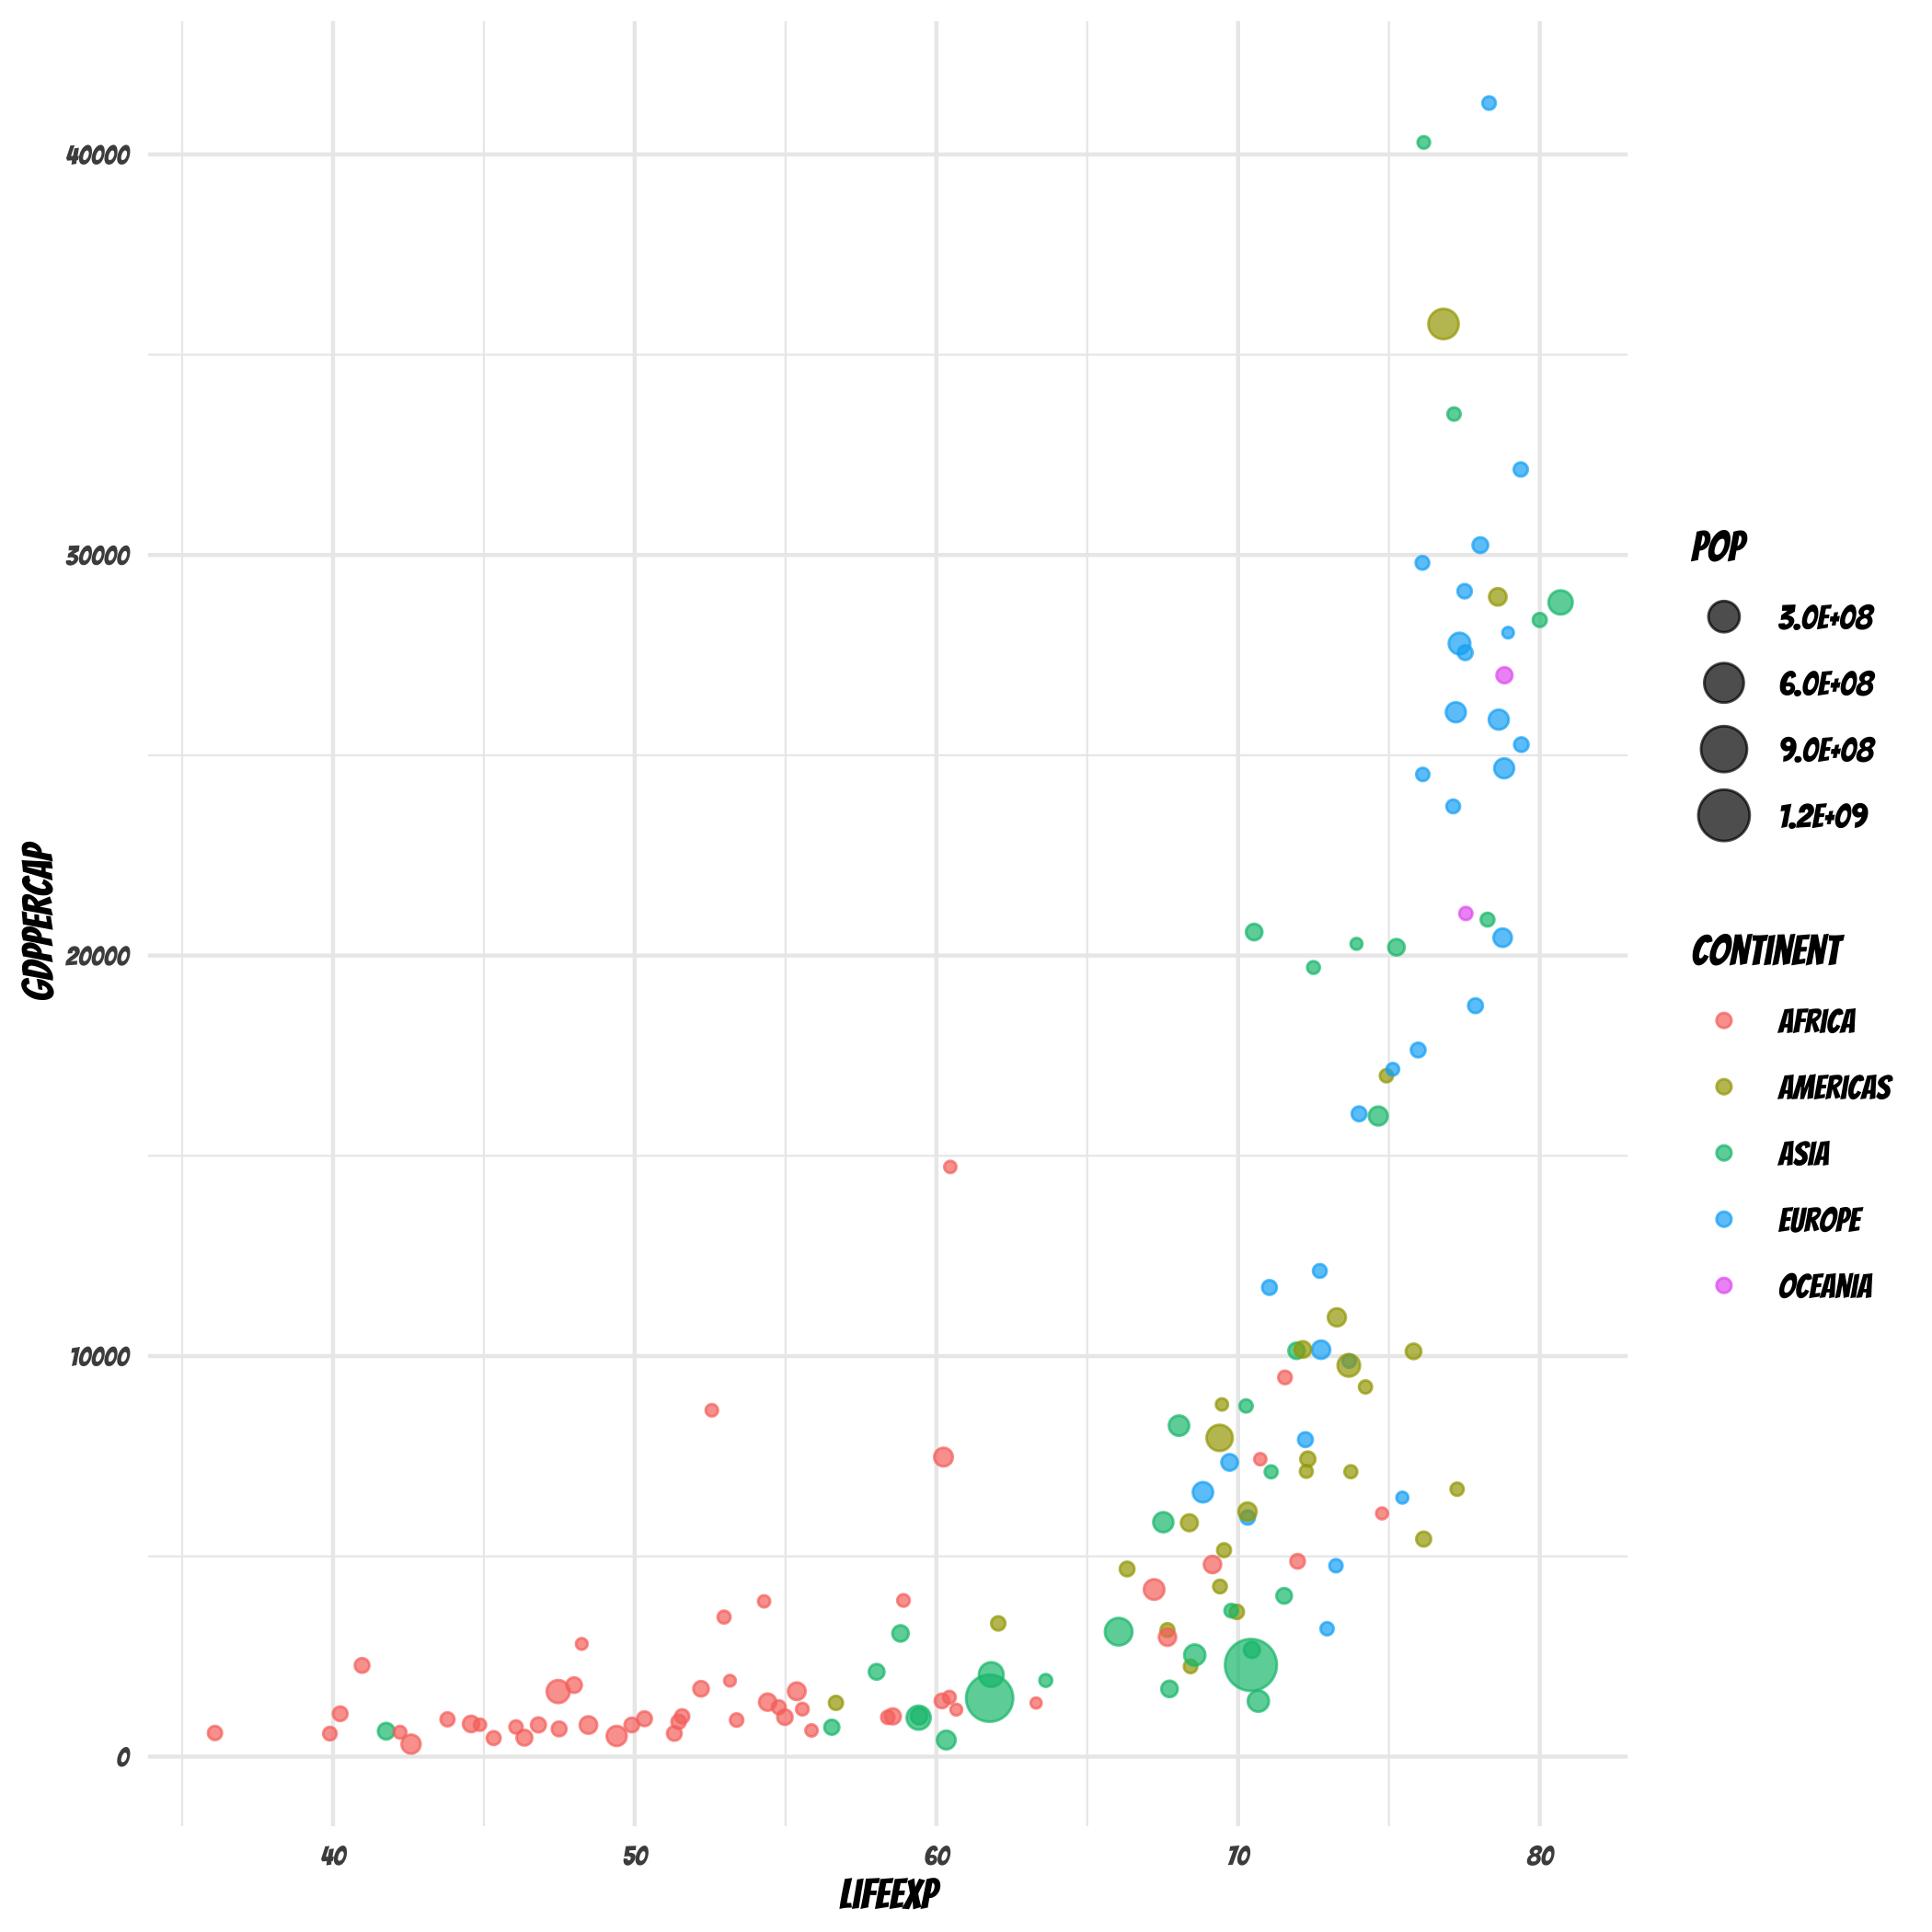 40000
30000
20000
10000
0
GDPPERCAP
40 50 60 70 80
LIFEEXP
POP
3.0E+08
6.0E+08
9.0E+08
1.2E+09
CONTINENT
AFRICA
AMERICAS
ASIA
EUROPE
OCEANIA